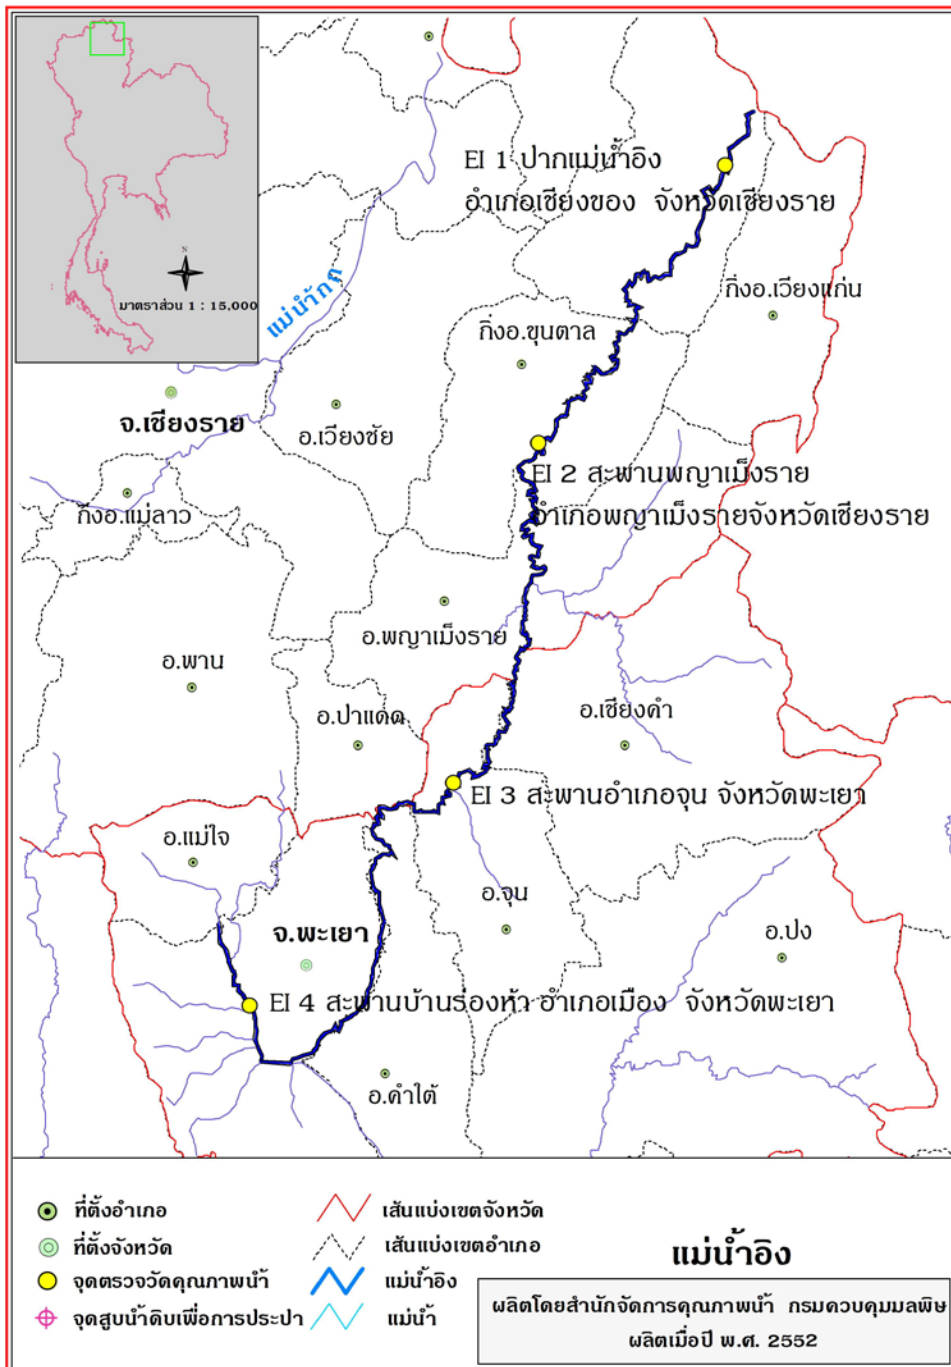 N
มาตราส่วน 1 : 15,000
EI 1 ปากแม่น้ำอิง
อำเภอเชียงของ จังหวัดเชียงราย
แม่น้ำกก
กิ่งอ.เวียงแก่น
กิ่งอ.ขุนตาล
จ.เชียงราย
อ.เวียงชัย
EI 2 สะพานพญาเม็งราย
อำเภอพญาเม็งรายจังหวัดเชียงราย
กิ่งอ.แม่ลาว
อ.พญาเม็งราย
อ.พาน
อ.ป่าแดด
อ.เชียงคำ
EI 3 สะพานอำเภอจุน จังหวัดพะเยา
อ.แม่ใจ
อ.จุน
จ.พะเยา
อ.ปง
EI 4 สะพานบ้านร่องห้า อำเภอเมือง จังหวัดพะเยา
อ.คำใต้
ที่ตั้งอำเภอ
ที่ตั้งจังหวัด
จุดตรวจวัดคุณภาพน้ำ
จุดสูบน้ำดิบเพื่อการประปา
เส้นแบ่งเขตจังหวัด
เส้นแบ่งเขตอำเภอ
แม่น้ำอิง
แม่น้ำ
แม่น้ำอิง
ผลิตโดยสำนักจัดการคุณภาพน้ำ กรมควบคุมมลพิษ
ผลิตเมื่อปี พ.ศ. 2552